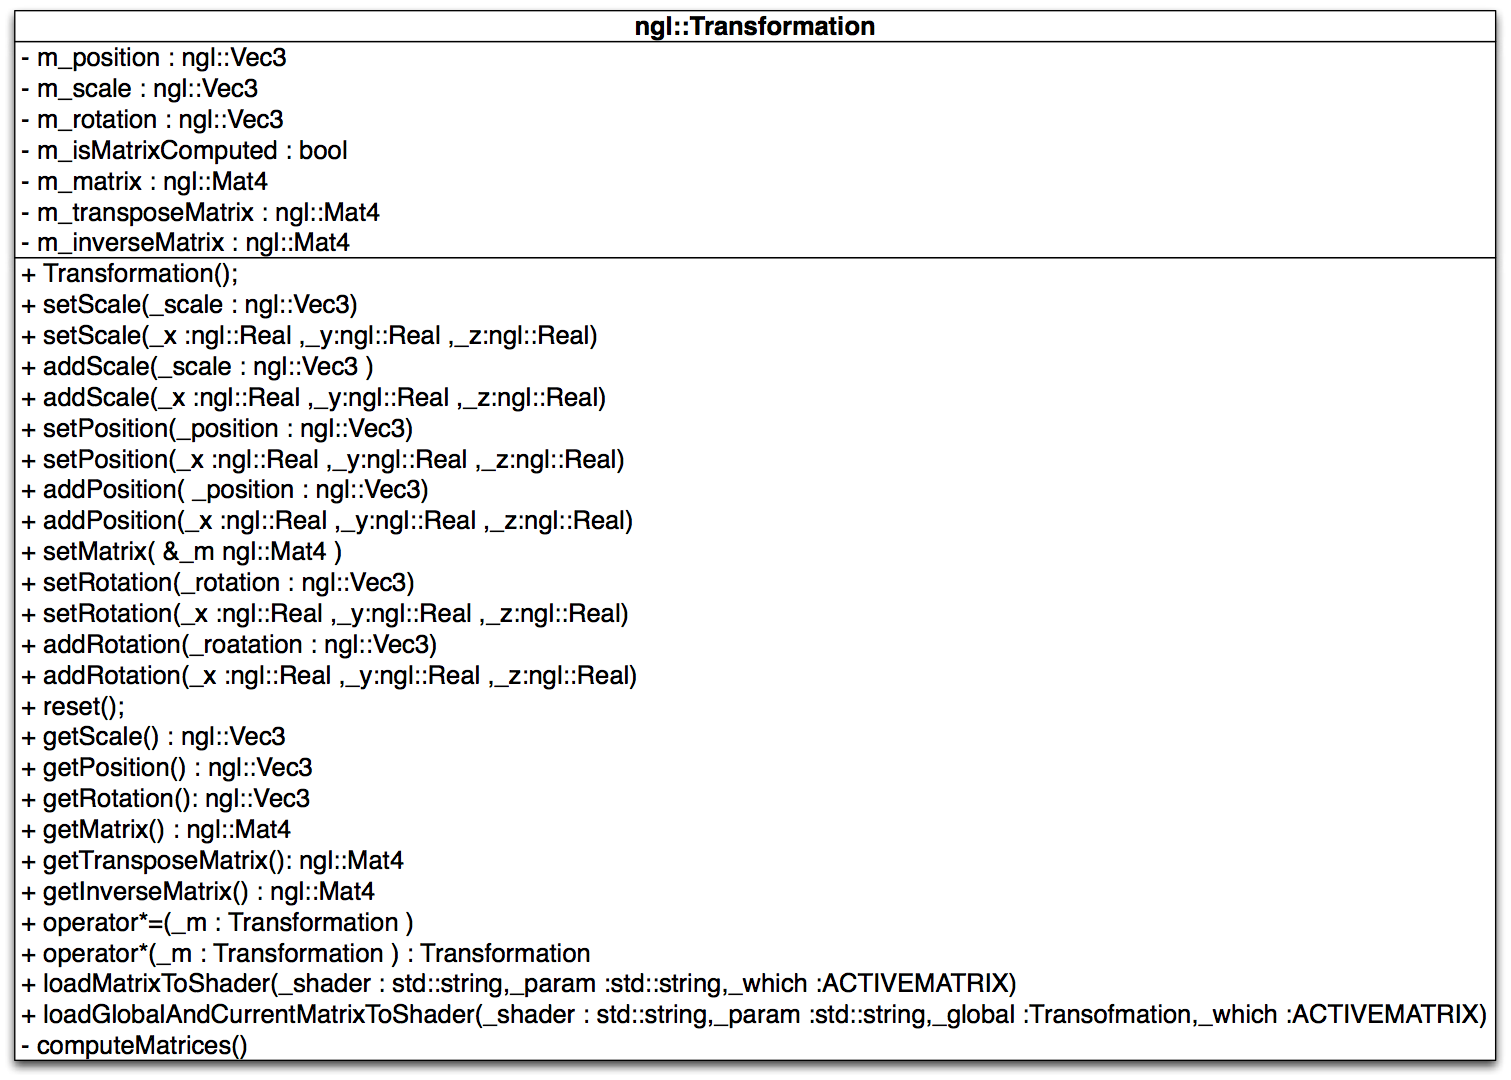 ngl::Transformation
- m_position : ngl::Vec3
- m_scale : ngl::Vec3
- m_rotation : ngl::Vec3
- m_isMatrixComputed : bool
- m_matrix : ngl::Mat4
- m_transposeMatrix : ngl::Mat4
- m_inverseMatrix : ngl::Mat4
+ Transformation();
+ setScale(_scale : ngl::Vec3)
+ setScale(_x :ngl::Real ,_y:ngl::Real ,_z:ngl::Real)
+ addScale(_scale : ngl::Vec3 )
+ addScale(_x :ngl::Real ,_y:ngl::Real ,_z:ngl::Real)
+ setPosition(_position : ngl::Vec3)
+ setPosition(_x :ngl::Real ,_y:ngl::Real ,_z:ngl::Real)
+ addPosition( _position : ngl::Vec3)
+ addPosition(_x :ngl::Real ,_y:ngl::Real ,_z:ngl::Real)
+ setMatrix( &_m ngl::Mat4 )
+ setRotation(_rotation : ngl::Vec3)
+ setRotation(_x :ngl::Real ,_y:ngl::Real ,_z:ngl::Real)
+ addRotation(_roatation : ngl::Vec3)
+ addRotation(_x :ngl::Real ,_y:ngl::Real ,_z:ngl::Real)
+ reset();
+ getScale() : ngl::Vec3
+ getPosition() : ngl::Vec3
+ getRotation(): ngl::Vec3
+ getMatrix() : ngl::Mat4
+ getTransposeMatrix(): ngl::Mat4
+ getInverseMatrix() : ngl::Mat4
+ operator*=(_m : Transformation )
+ operator*(_m : Transformation ) : Transformation
+ loadMatrixToShader(_shader : std::string,_param :std::string,_which :ACTIVEMATRIX)
+ loadGlobalAndCurrentMatrixToShader(_shader : std::string,_param :std::string,_global :Transofmation,_which :ACTIVEMATRIX)
- computeMatrices()